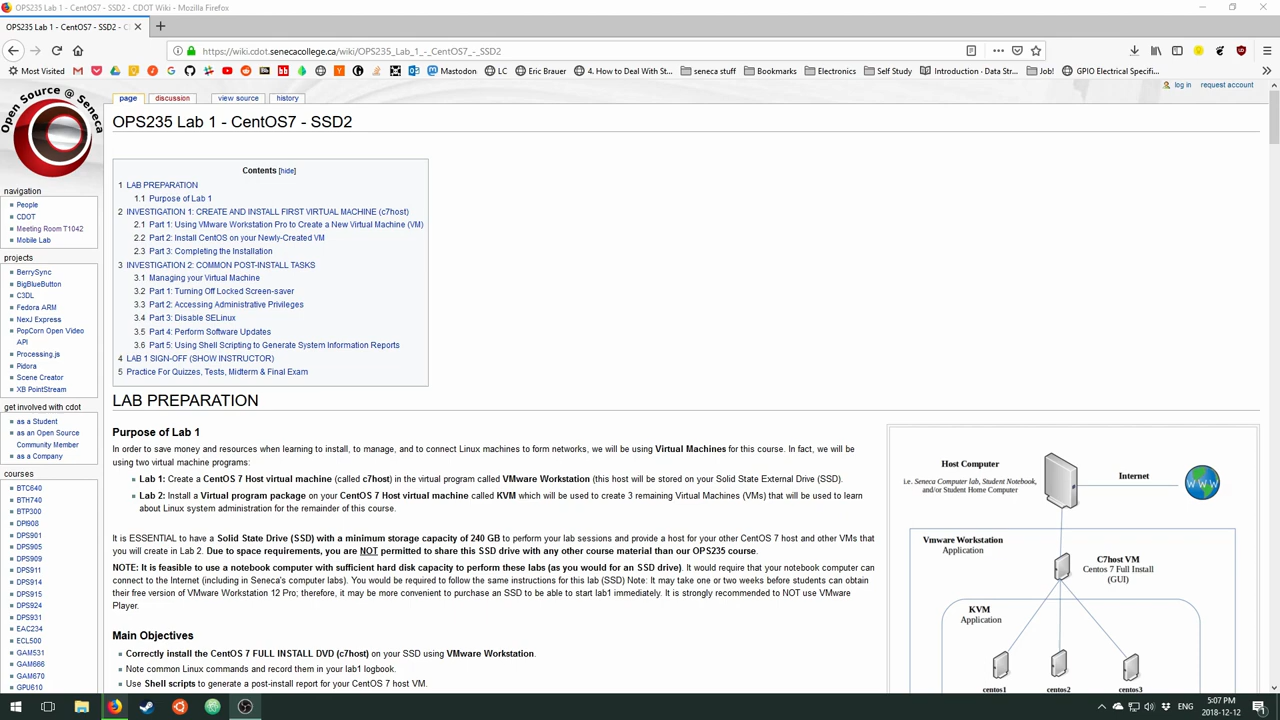 OPS235 Lab 1 - CentOS7 - SSD2 - CDOT Wiki - Mozilla Firefox
OPS235 Lab 1 - CentOS7 - SSD2 - C
https://wiki.cdot.senecacollege.ca/wiki/OPS235_Lab_1_-_CentOS7_-_SSD2
Most Visited
Mastodon
LC
Eric Brauer
4. How to Deal With St...
seneca stuff
Bookmarks
Electronics
Self Study
Introduction - Data Str...
Job!
GPIO Electrical Specifi...
log in
request account
Open Source @ Seneca
page
discussion
view source
history
OPS235 Lab 1 - CentOS7 - SSD2
Contents [hide]
1 LAB PREPARATION
1.1 Purpose of Lab 1
2 INVESTIGATION 1: CREATE AND INSTALL FIRST VIRTUAL MACHINE (c7host)
2.1 Part 1: Using VMware Workstation Pro to Create a New Virtual Machine (VM)
2.2 Part 2: Install CentOS on your Newly-Created VM
2.3 Part 3: Completing the Installation
3 INVESTIGATION 2: COMMON POST-INSTALL TASKS
3.1 Managing your Virtual Machine
3.2 Part 1: Turning Off Locked Screen-saver
3.3 Part 2: Accessing Administrative Privileges
3.4 Part 3: Disable SELinux
3.5 Part 4: Perform Software Updates
3.6 Part 5: Using Shell Scripting to Generate System Information Reports
4 LAB 1 SIGN-OFF (SHOW INSTRUCTOR)
5 Practice For Quizzes, Tests, Midterm & Final Exam
navigation
People
CDOT
Meeting Room T1042
Mobile Lab
projects
BerrySync
BigBlueButton
C3DL
Fedora ARM
NexJ Express
PopCorn Open Video
API
Processing.js
Pidora
Scene Creator
XB PointStream
get involved with cdot
as a Student
as an Open Source
Community Member
as a Company
courses
BTC640
BTH740
BTP300
DPI908
DPS901
DPS905
DPS909
DPS911
DPS914
DPS915
DPS924
DPS931
EAC234
ECL500
GAM531
GAM666
GAM670
GPU610
LAB PREPARATION
Purpose of Lab 1
In order to save money and resources when learning to install, to manage, and to connect Linux machines to form networks, we will be using Virtual Machines for this course. In fact, we will be
using two virtual machine programs:
Lab 1: Create a CentOS 7 Host virtual machine (called c7host) in the virtual program called VMware Workstation (this host will be stored on your Solid State External Drive (SSD).
Lab 2: Install a Virtual program package on your CentOS 7 Host virtual machine called KVM which will be used to create 3 remaining Virtual Machines (VMs) that will be used to learn
about Linux system administration for the remainder of this course.
It is ESSENTIAL to have a Solid State Drive (SSD) with a minimum storage capacity of 240 GB to perform your lab sessions and provide a host for your other CentOS 7 host and other VMs that
you will create in Lab 2. Due to space requirements, you are NOT permitted to share this SSD drive with any other course material than our OPS235 course.
NOTE: It is feasible to use a notebook computer with sufficient hard disk capacity to perform these labs (as you would for an SSD drive). It would require that your notebook computer can
connect to the Internet (including in Seneca's computer labs). You would be required to follow the same instructions for this lab (SSD) Note: It may take one or two weeks before students can obtain
their free version of VMware Workstation 12 Pro; therefore, it may be more convenient to purchase an SSD to be able to start lab1 immediately. It is strongly recommended to NOT use VMware
Player.
Main Objectives
Correctly install the CentOS 7 FULL INSTALL DVD (c7host) on your SSD using VMware Workstation.
Note common Linux commands and record them in your lab1 logbook.
Use Shell scripts to generate a post-install report for your CentOS 7 host VM.
Host Computer
i.e. Seneca Computer lab, Student Notebook,
and/or Student Home Computer
Internet
WWW
Vmware Workstation
Application
C7host VM
Centos 7 Full Install
(GUI)
KVM
Application
centos1
centos2
centos3
ENG
5:07 PM
2018-12-12